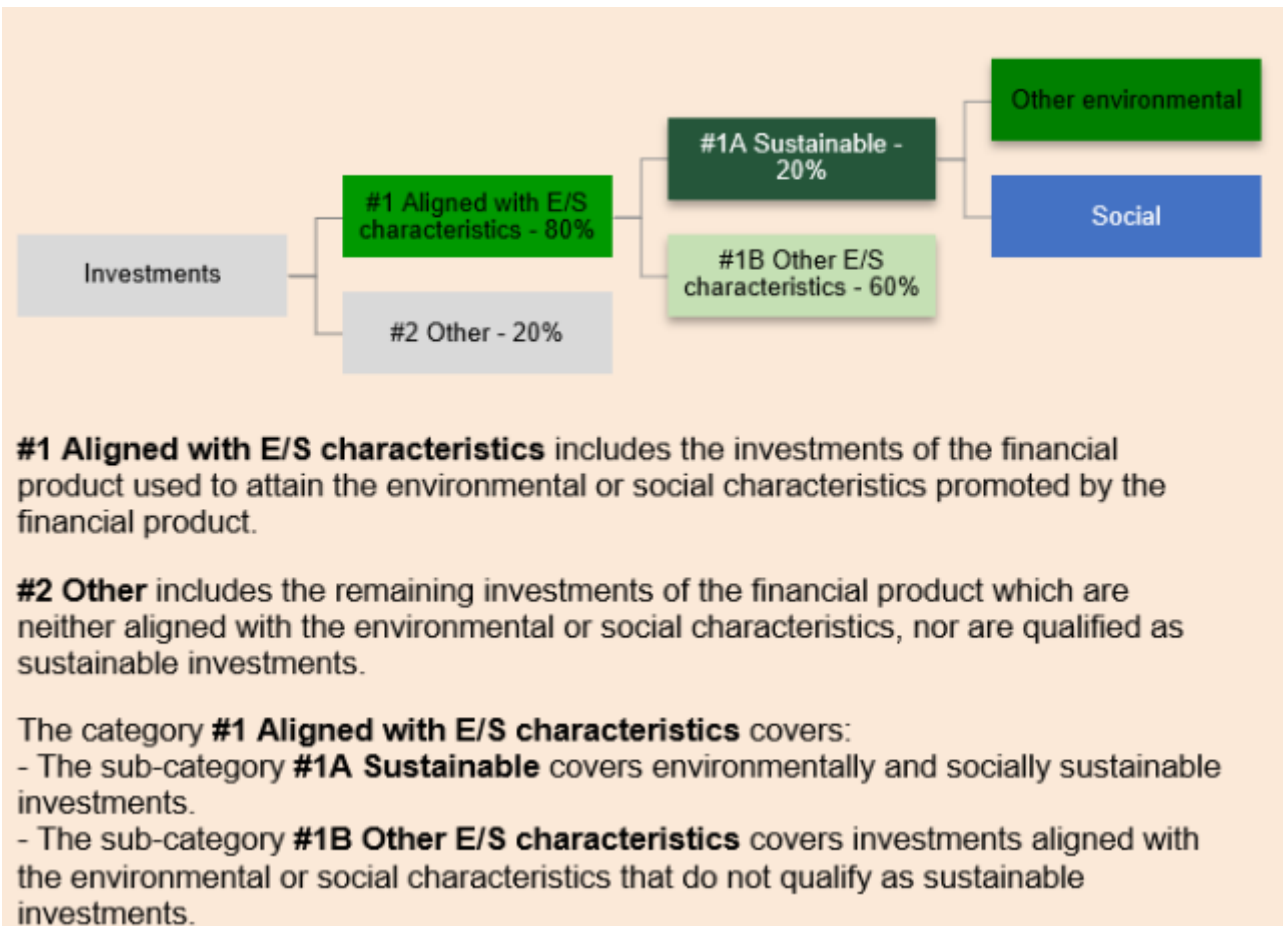 Other environmental
#1A Sustainable -
20%
#1 Aligned with E/S
characteristics - 80%
Social
Investments
#1B Other E/S
characteristics - 60%
#2 Other - 20%
#1 Aligned with E/S characteristics includes the investments of the financial
product used to attain the environmental or social characteristics promoted by the
financial product.
#2 Other includes the remaining investments of the financial product which are
neither aligned with the environmental or social characteristics, nor are qualified as
sustainable investments.
The category #1 Aligned with E/S characteristics covers:
- The sub-category #1A Sustainable covers environmentally and socially sustainable
investments.
- The sub-category #1B Other E/S characteristics covers investments aligned with
the environmental or social characteristics that do not qualify as sustainable
investments.